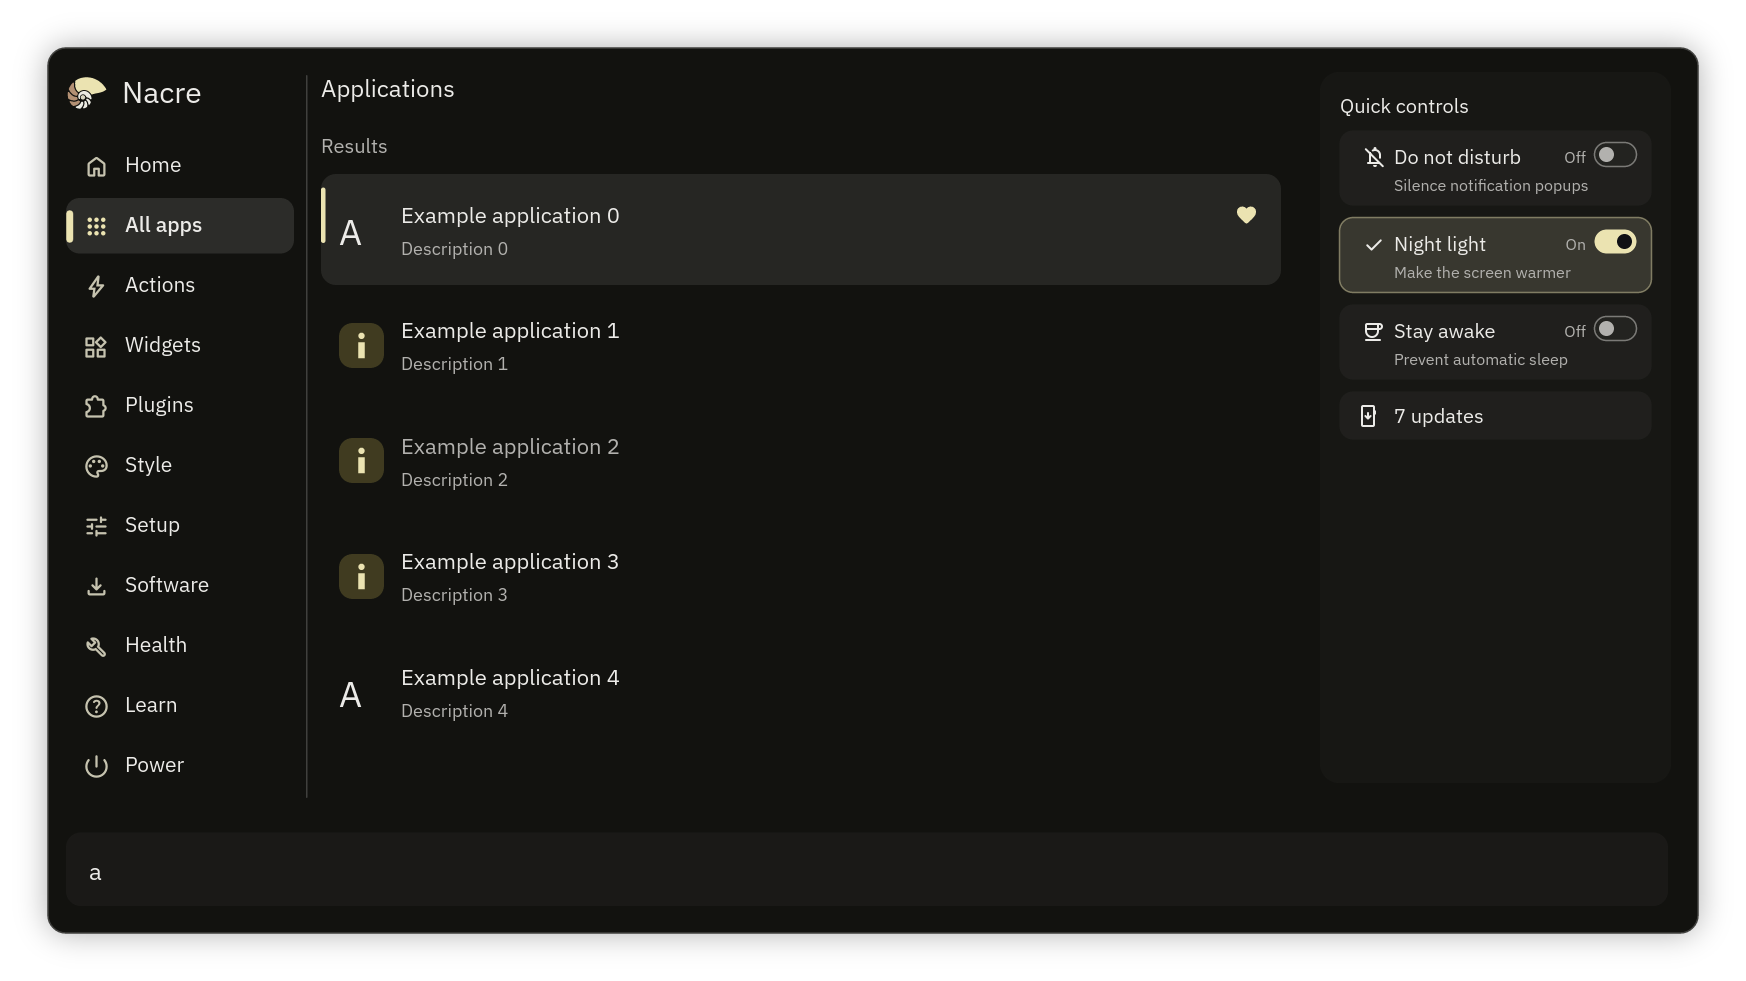 Nacre
Home
All apps
Actions
Widgets
Plugins
Style
Setup
Software
Health
Learn
Power
Applications
Results
A
Example application 0
Description 0
Example application 1
Description 1
Example application 2
Description 2
Example application 3
Description 3
A
Example application 4
Description 4
Quick controls
Do not disturb Off
Silence notification popups
Night light On
Make the screen warmer
Stay awake Off
Prevent automatic sleep
7 updates
a